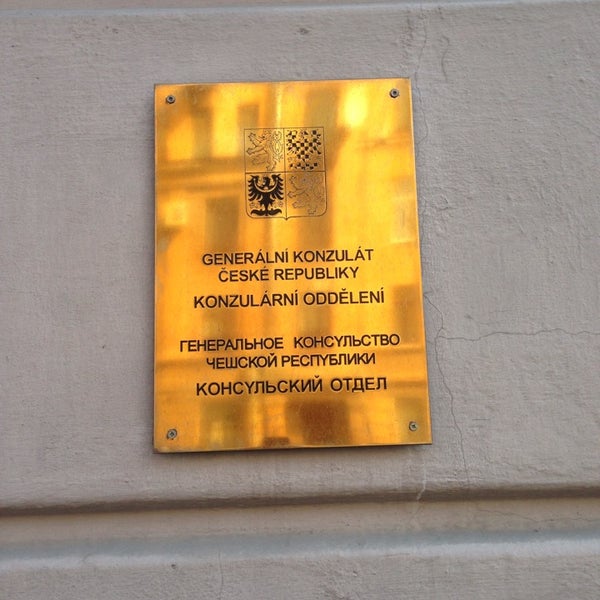 GENERÁLNÍ KONZULÁT
ČESKÉ REPUBLIKY
KONZULÁRNÍ ODDĚLENÍ
ГЕНЕРАЛЬНОЕ КОНСУЛЬСТВО
ЧЕШСКОЙ РЕСПУБЛИКИ
КОНСУЛЬСКИЙ ОТДЕЛ